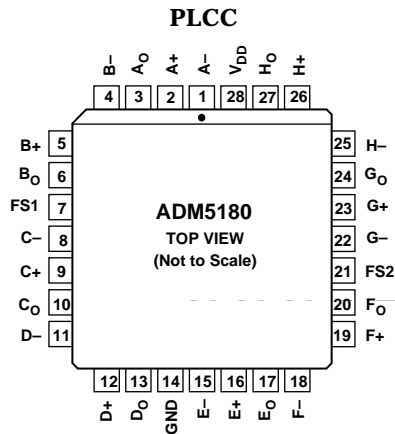 PLCC
B– AO A+ A– VDD HO H+
4 3 2 1 28 27 26
B+ 5 25 H–
BO 6 24 GO
FS1 7 23 G+
C– 8 22 G–
C+ 9 21 FS2
CO 10 20 FO
D– 11 19 F+
ADM5180
TOP VIEW
(Not to Scale)
12 13 14 15 16 17 18
D+ DO GND E– E+ EO F–